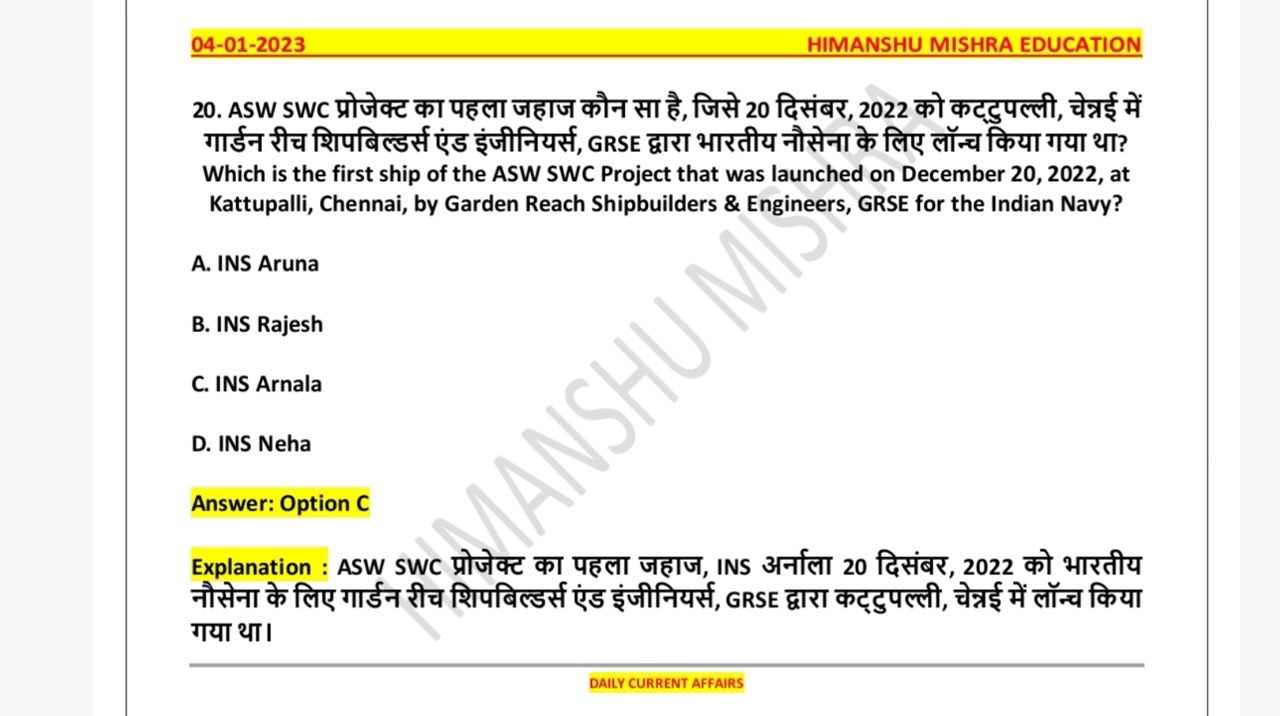 04-01-2023 HIMANSHU MISHRA EDUCATION
20. ASW SWC प्रोजेक्ट का पहला जहाज कौन सा है, जिसे 20 दिसंबर, 2022 को कट्टुपल्ली, चेन्नई में
गार्डन रीच शिपबिल्डर्स एंड इंजीनियर्स, GRSE द्वारा भारतीय नौसेना के लिए लॉन्च किया गया था?
Which is the first ship of the ASW SWC Project that was launched on December 20, 2022, at
Kattupalli, Chennai, by Garden Reach Shipbuilders & Engineers, GRSE for the Indian Navy?
A. INS Aruna
B. INS Rajesh
C. INS Arnala
D. INS Neha
Answer: Option C
Explanation : ASW SWC प्रोजेक्ट का पहला जहाज, INS अर्नाला 20 दिसंबर, 2022 को भारतीय
नौसेना के लिए गार्डन रीच शिपबिल्डर्स एंड इंजीनियर्स, GRSE द्वारा कट्टुपल्ली, चेन्नई में लॉन्च किया
गया था।
DAILY CURRENT AFFAIRS
HIMANSHU MISHRA